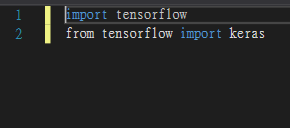 1 import tensorflow
2 from tensorflow import keras